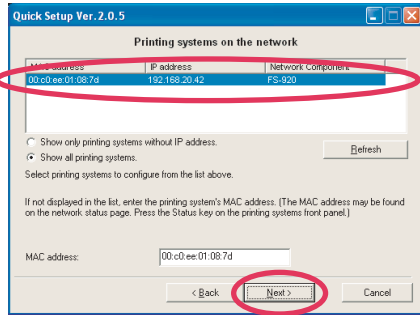 Quick Setup Ver. 2.0.5
Printing systems on the network
MAC address IP address Network Component
00:c0:ee:01:08:7d 192.168.20.42 FS-920
Show only printing systems without IP address.
Show all printing systems.
Refresh
Select printing systems to configure from the list above.
If not displayed in the list, enter the printing system's MAC address. (The MAC address may be found
on the network status page. Press the Status key on the printing systems front panel.)
MAC address: 00:c0:ee:01:08:7d
< Back Next > Cancel